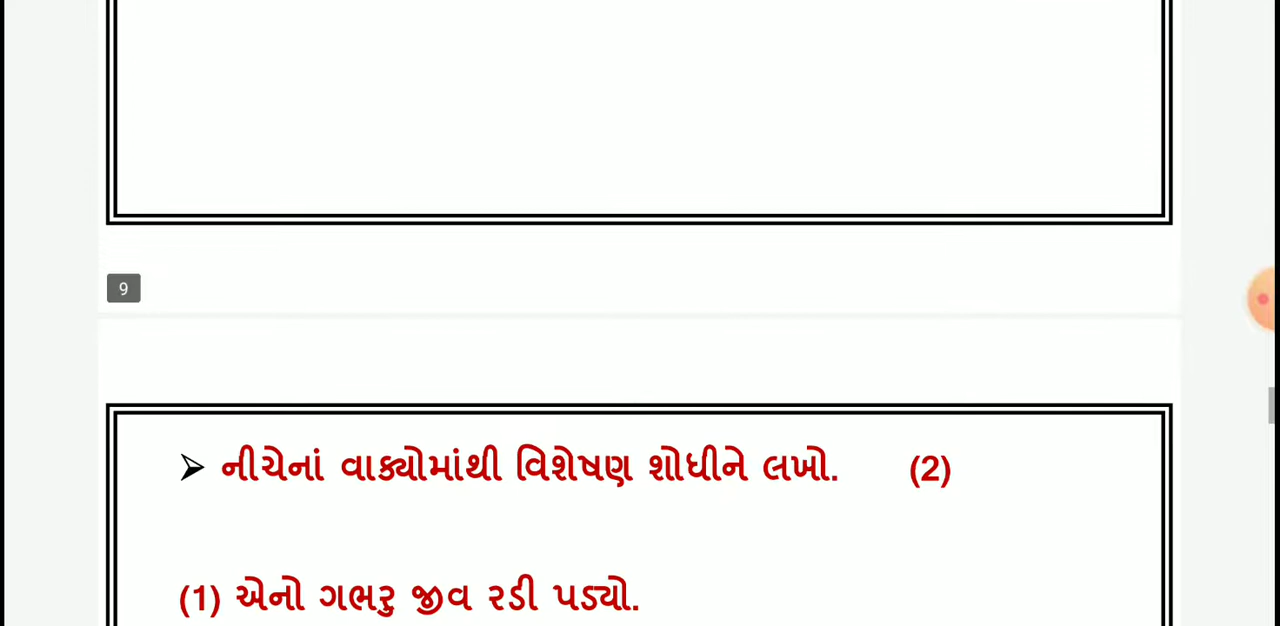 9
➢ નીચેનાં વાક્યોમાંથી વિશેષણ શોધીને લખો. (2)
(1) એનો ગભરુ જીવ રડી પડ્યો.